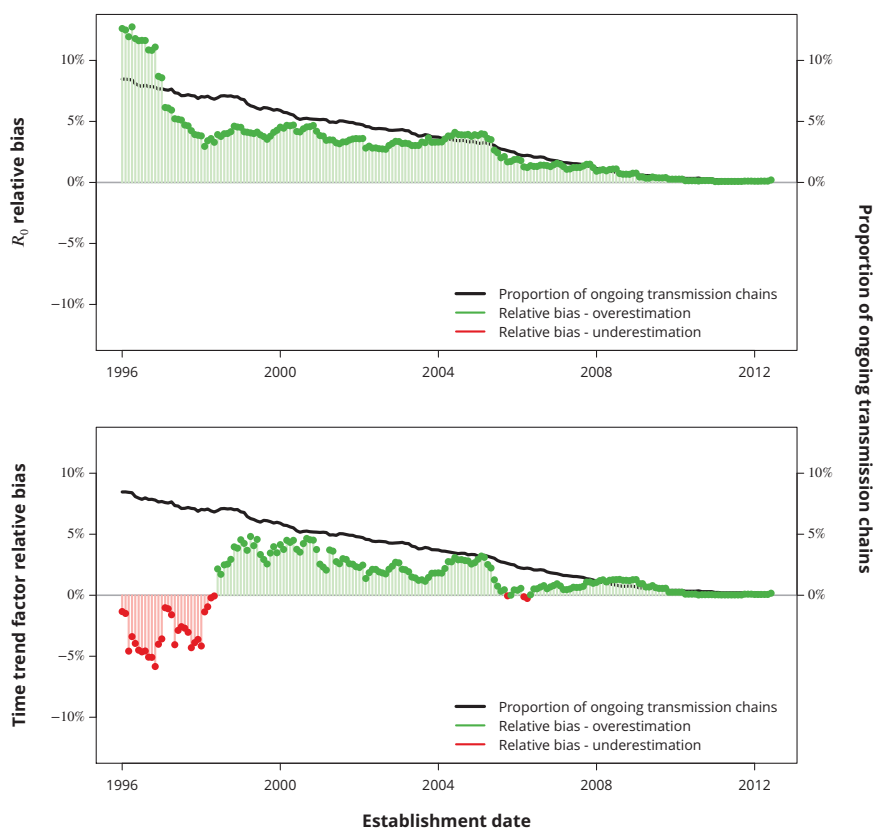 10%
5%
0%
−5%
−10%
10%
5%
0%
R0 relative bias
Proportion of ongoing transmission chains
Relative bias - overestimation
Relative bias - underestimation
1996
2000
2004
2008
2012
Proportion of ongoing transmission chains
10%
5%
0%
−5%
−10%
10%
5%
0%
Time trend factor relative bias
Proportion of ongoing transmission chains
Relative bias - overestimation
Relative bias - underestimation
1996
2000
2004
2008
2012
Establishment date